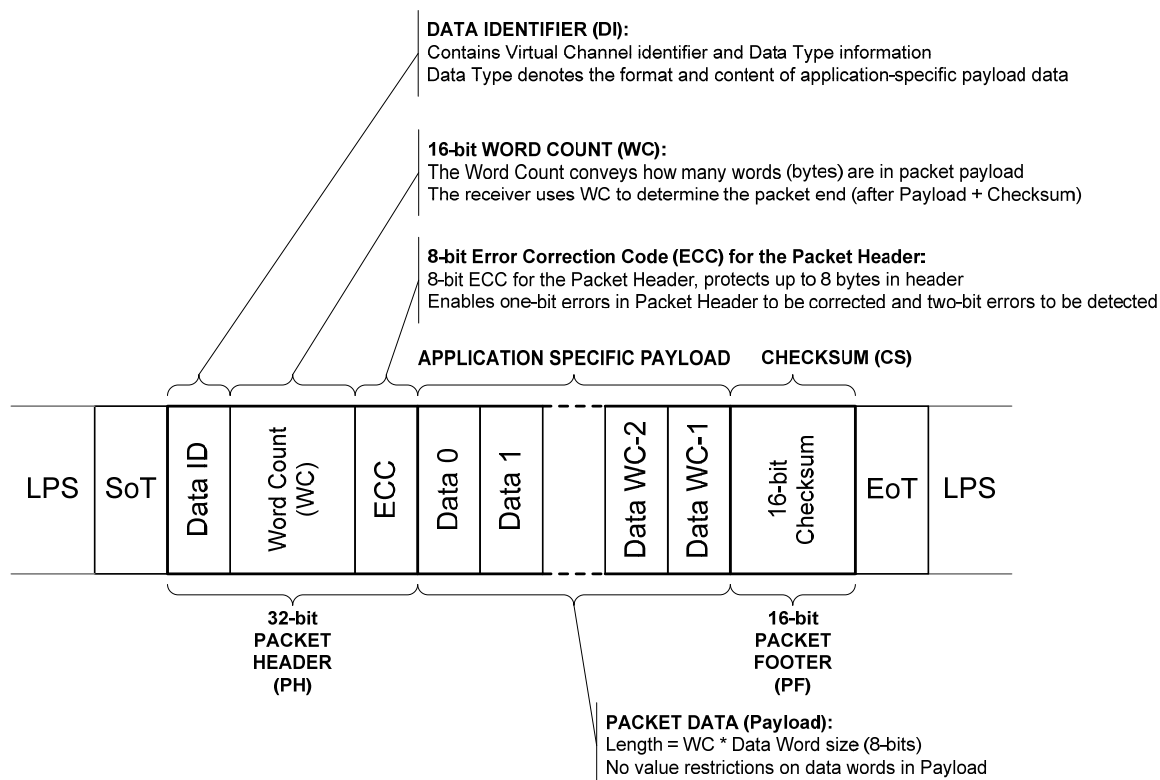 DATA IDENTIFIER (DI):
Contains Virtual Channel identifier and Data Type information
Data Type denotes the format and content of application-specific payload data
16-bit WORD COUNT (WC):
The Word Count conveys how many words (bytes) are in packet payload
The receiver uses WC to determine the packet end (after Payload + Checksum)
8-bit Error Correction Code (ECC) for the Packet Header:
8-bit ECC for the Packet Header, protects up to 8 bytes in header
Enables one-bit errors in Packet Header to be corrected and two-bit errors to be detected
APPLICATION SPECIFIC PAYLOAD
CHECKSUM (CS)
LPS
SoT
Data ID
Word Count
(WC)
ECC
Data 0
Data 1
Data WC-2
Data WC-1
16-bit
Checksum
EoT
LPS
32-bit
PACKET
HEADER
(PH)
16-bit
PACKET
FOOTER
(PF)
PACKET DATA (Payload):
Length = WC * Data Word size (8-bits)
No value restrictions on data words in Payload